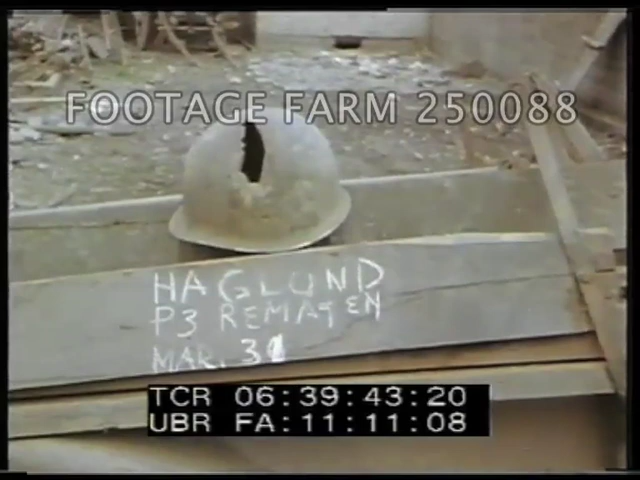 FOOTAGE FARM 250088
HAGLUND
P3 REMAGEN
MAR. 31
TCR 06:39:43:20
UBR FA:11:11:08